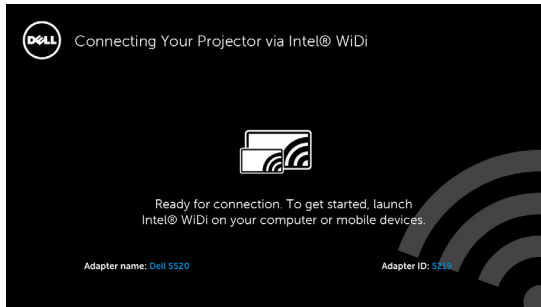 DELL
Connecting Your Projector via Intel® WiDi
Ready for connection. To get started, launch
Intel® WiDi on your computer or mobile devices.
Adapter name: Dell S520
Adapter ID: 5219